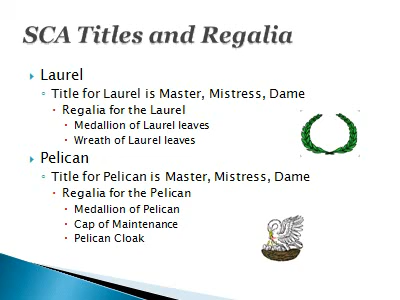 SCA Titles and Regalia
Laurel
Title for Laurel is Master, Mistress, Dame
Regalia for the Laurel
Medallion of Laurel leaves
Wreath of Laurel leaves
Pelican
Title for Pelican is Master, Mistress, Dame
Regalia for the Pelican
Medallion of Pelican
Cap of Maintenance
Pelican Cloak